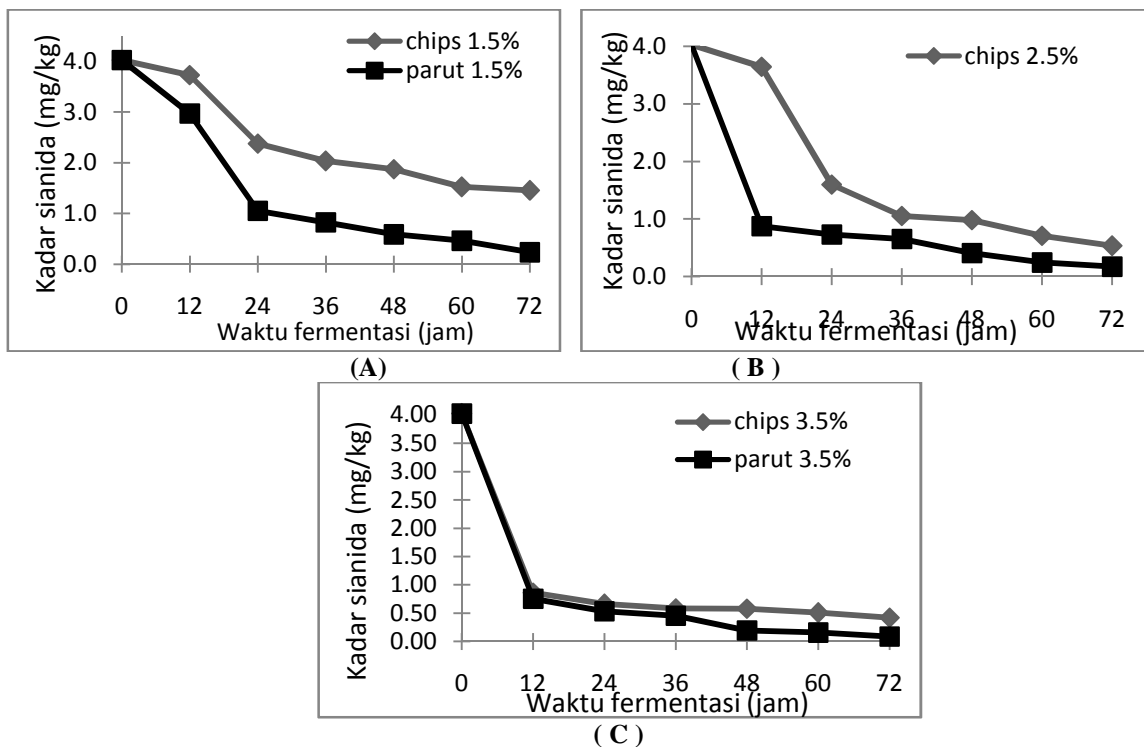 chips 1.5%
parut 1.5%
Kadar sianida (mg/kg)
4.0
3.0
2.0
1.0
0.0
0 12 24 36 48 60 72
Waktu fermentasi (jam)
(A)
chips 2.5%
Kadar sianida (mg/kg)
4.0
3.0
2.0
1.0
0.0
0 12 24 36 48 60 72
Waktu fermentasi (jam)
( B )
chips 3.5%
parut 3.5%
Kadar sianida (mg/kg)
4.00
3.50
3.00
2.50
2.00
1.50
1.00
0.50
0.00
0 12 24 36 48 60 72
Waktu fermentasi (jam)
( C )